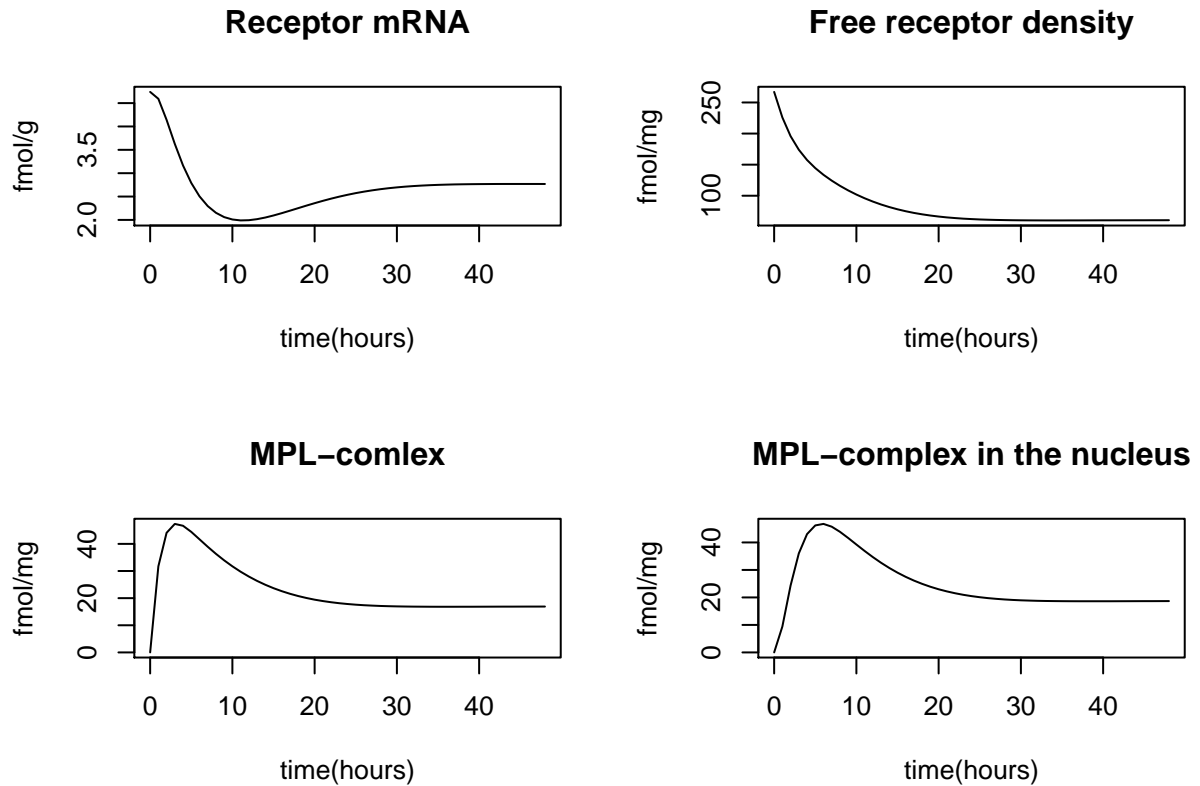 Receptor mRNA
fmol/g
2.0 3.5
0 10 20 30 40
time(hours)
Free receptor density
fmol/mg
100 250
0 10 20 30 40
time(hours)
MPL−comlex
fmol/mg
0 20 40
0 10 20 30 40
time(hours)
MPL−complex in the nucleus
fmol/mg
0 20 40
0 10 20 30 40
time(hours)